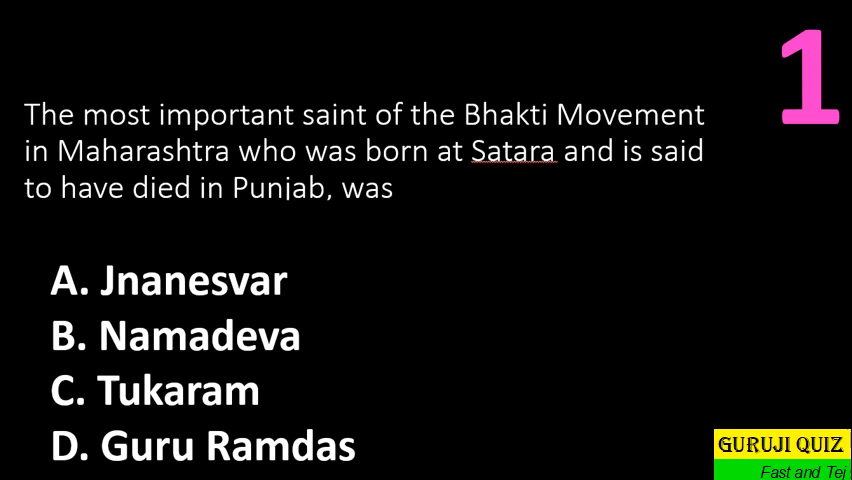 1
The most important saint of the Bhakti Movement
in Maharashtra who was born at Satara and is said
to have died in Punjab, was
A. Jnanesvar
B. Namadeva
C. Tukaram
D. Guru Ramdas
GURUJI QUIZ
Fast and Tej